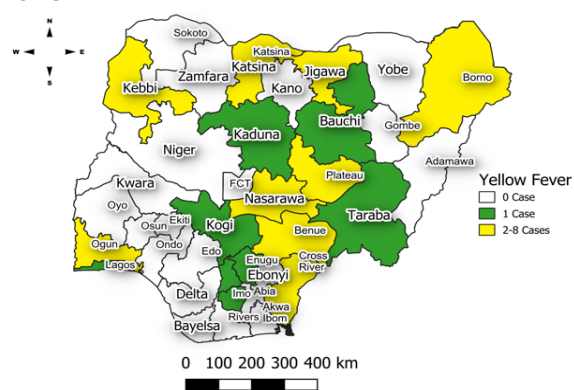 N
W E
S
Sokoto
Katsina
Zamfara
Katsina
Jigawa
Yobe
Kebbi
Kano
Borno
Bauchi
Gombe
Kaduna
Niger
Adamawa
Plateau
FCT
Kwara
Nasarawa
Oyo
Taraba
Osun
Ekiti
Kogi
Ogun
Ondo
Edo
Benue
Lagos
Enugu
Cross
River
Ebonyi
Delta
Imo
Abia
Akwa
Ibom
Rivers
Bayelsa
Yellow Fever
0 Case
1 Case
2-8 Cases
0 100 200 300 400 km